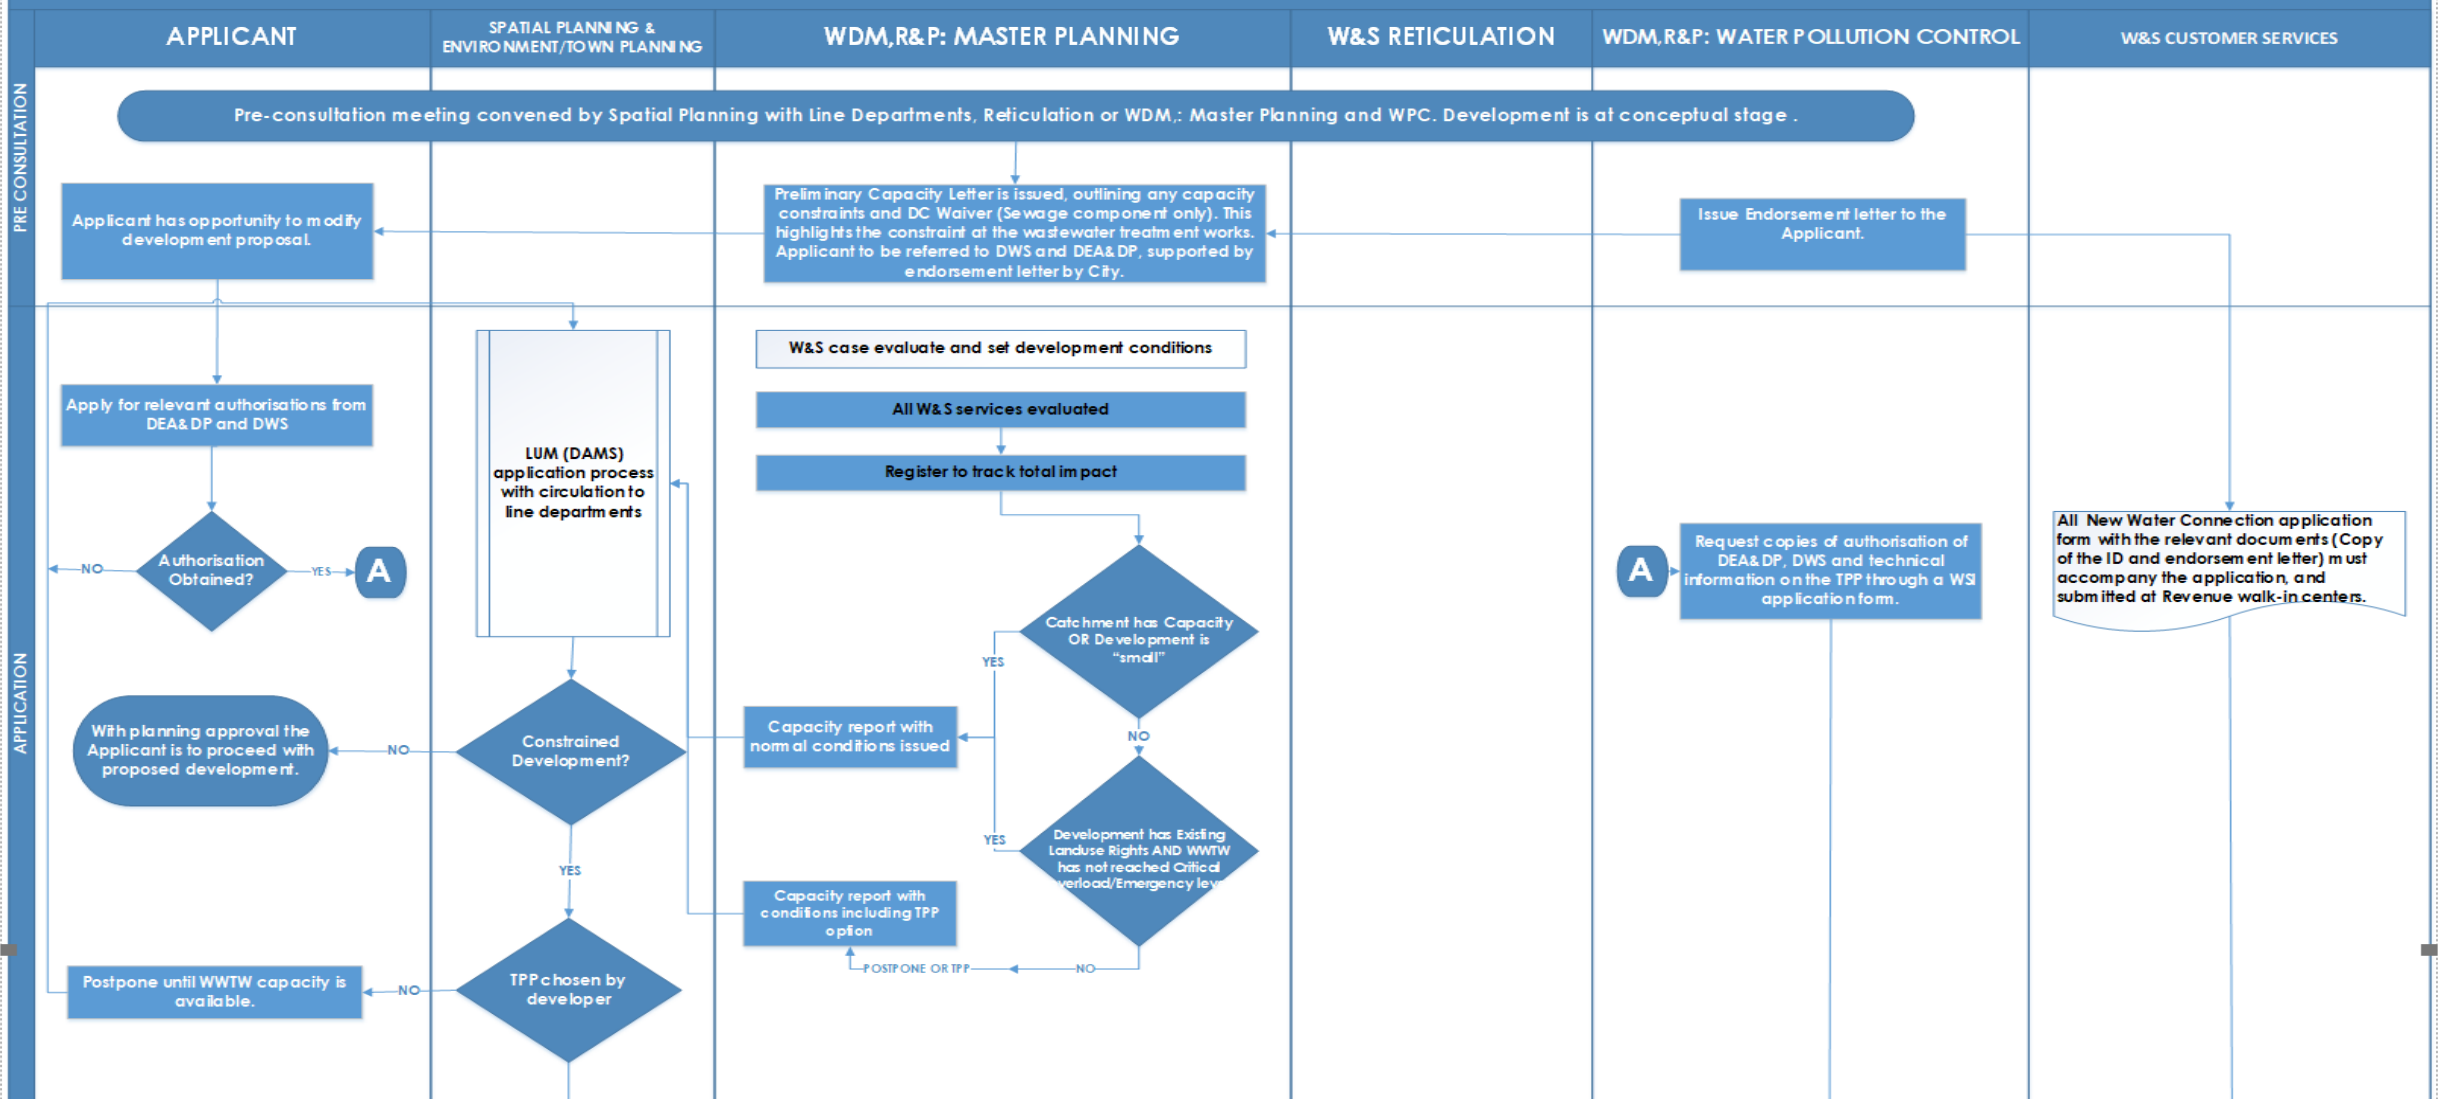 APPLICANT
SPATIAL PLANNING &
ENVIRONMENT/TOWN PLANNING
WDM,R&P: MASTER PLANNING
W&S RETICULATION
WDM,R&P: WATER POLLUTION CONTROL
W&S CUSTOMER SERVICES
PRE CONSULTATION
Pre-consultation meeting convened by Spatial Planning with Line Departments, Reticulation or WDM,: Master Planning and WPC. Development is at conceptual stage .
Applicant has opportunity to modify
development proposal.
Preliminary Capacity Letter is issued, outlining any capacity
constraints and DC Waiver (Sewage component only). This
highlights the constraint at the wastewater treatment works.
Applicant to be referred to DWS and DEA&DP, supported by
endorsement letter by City.
Issue Endorsement letter to the
Applicant.
APPLICATION
Apply for relevant authorisations from
DEA&DP and DWS
Authorisation
Obtained?
NO
YES
A
LUM (DAMS)
application process
with circulation to
line departments
W&S case evaluate and set development conditions
All W&S services evaluated
Register to track total impact
Catchment has Capacity
OR Development is
“small”
YES
NO
Capacity report with
normal conditions issued
Development has Existing
Landuse Rights AND WWTW
has not reached Critical
verload/Emergency lev
YES
Capacity report with
conditions including TPP
option
POSTPONE OR TPP
NO
A
Request copies of authorisation of
DEA&DP, DWS and technical
information on the TPP through a WSI
application form.
All New Water Connection application
form with the relevant documents (Copy
of the ID and endorsement letter) must
accompany the application, and
submitted at Revenue walk-in centers.
With planning approval the
Applicant is to proceed with
proposed development.
NO
Constrained
Development?
YES
Postpone until WWTW capacity is
available.
NO
TPP chosen by
developer